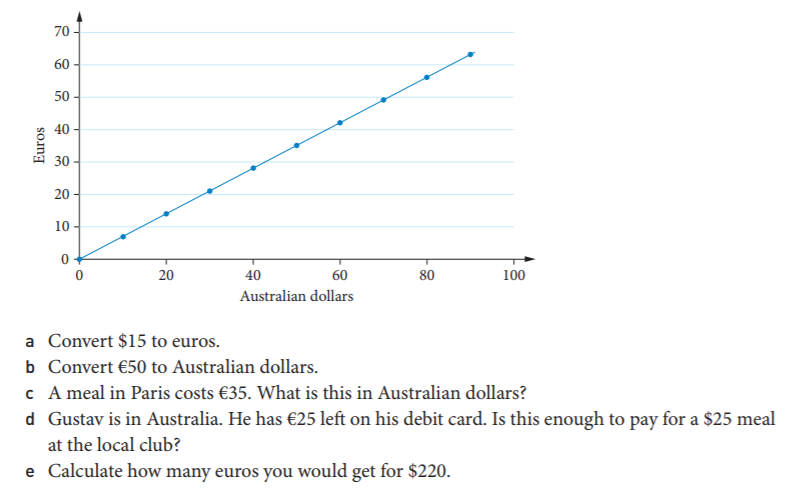 70
60
50
40
30
20
10
0
Euros
0 20 40 60 80 100
Australian dollars
a Convert $15 to euros.
b Convert €50 to Australian dollars.
c A meal in Paris costs €35. What is this in Australian dollars?
d Gustav is in Australia. He has €25 left on his debit card. Is this enough to pay for a $25 meal
at the local club?
e Calculate how many euros you would get for $220.